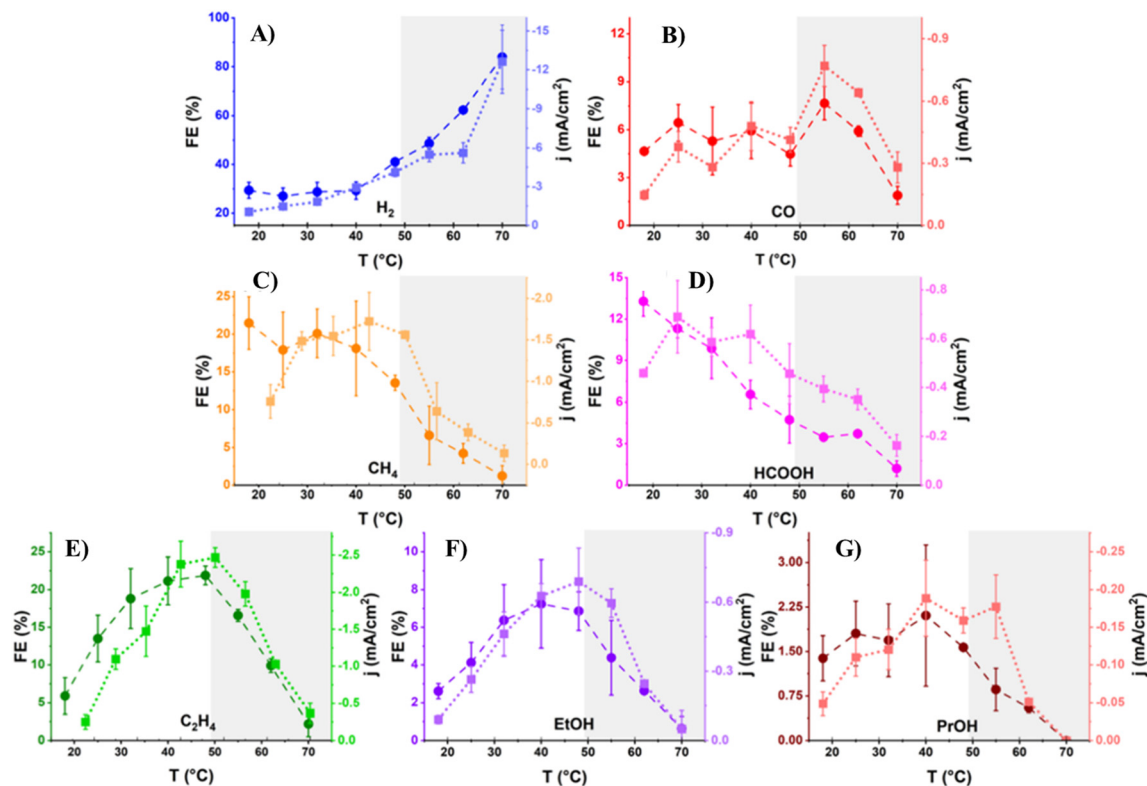 A)
100
80
60
40
20
FE (%)
-15
-12
-9
-6
-3
0
j (mA/cm²)
H₂
20 30 40 50 60 70
T (°C)
B)
12
9
6
3
0
FE (%)
-0.9
-0.6
-0.3
0.0
j (mA/cm²)
CO
20 30 40 50 60 70
T (°C)
C)
25
20
15
10
5
0
FE (%)
-2.0
-1.5
-1.0
-0.5
0.0
j (mA/cm²)
CH₄
20 30 40 50 60 70
T (°C)
D)
15
12
9
6
3
0
FE (%)
-0.8
-0.6
-0.4
-0.2
0.0
j (mA/cm²)
HCOOH
20 30 40 50 60 70
T (°C)
E)
25
20
15
10
5
0
FE (%)
-2.5
-2.0
-1.5
-1.0
-0.5
0.0
j (mA/cm²)
C₂H₄
20 30 40 50 60 70
T (°C)
F)
10
8
6
4
2
0
FE (%)
-0.9
-0.6
-0.3
0.0
j (mA/cm²)
EtOH
20 30 40 50 60 70
T (°C)
G)
3.00
2.25
1.50
0.75
0.00
FE (%)
-0.25
-0.20
-0.15
-0.10
-0.05
0.00
j (mA/cm²)
PrOH
20 30 40 50 60 70
T (°C)